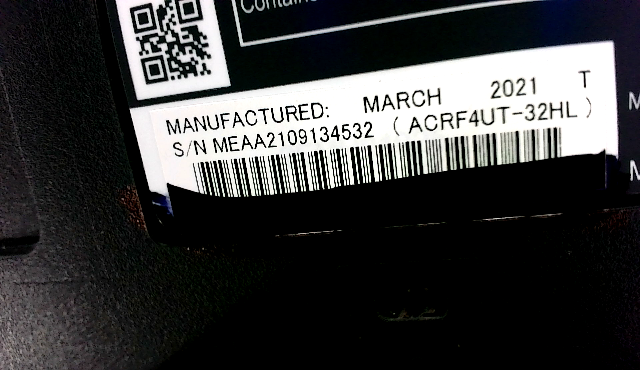 MANUFACTURED: MARCH 2021 T
S/N MEAA2109134532 ( ACRF4UT-32HL )